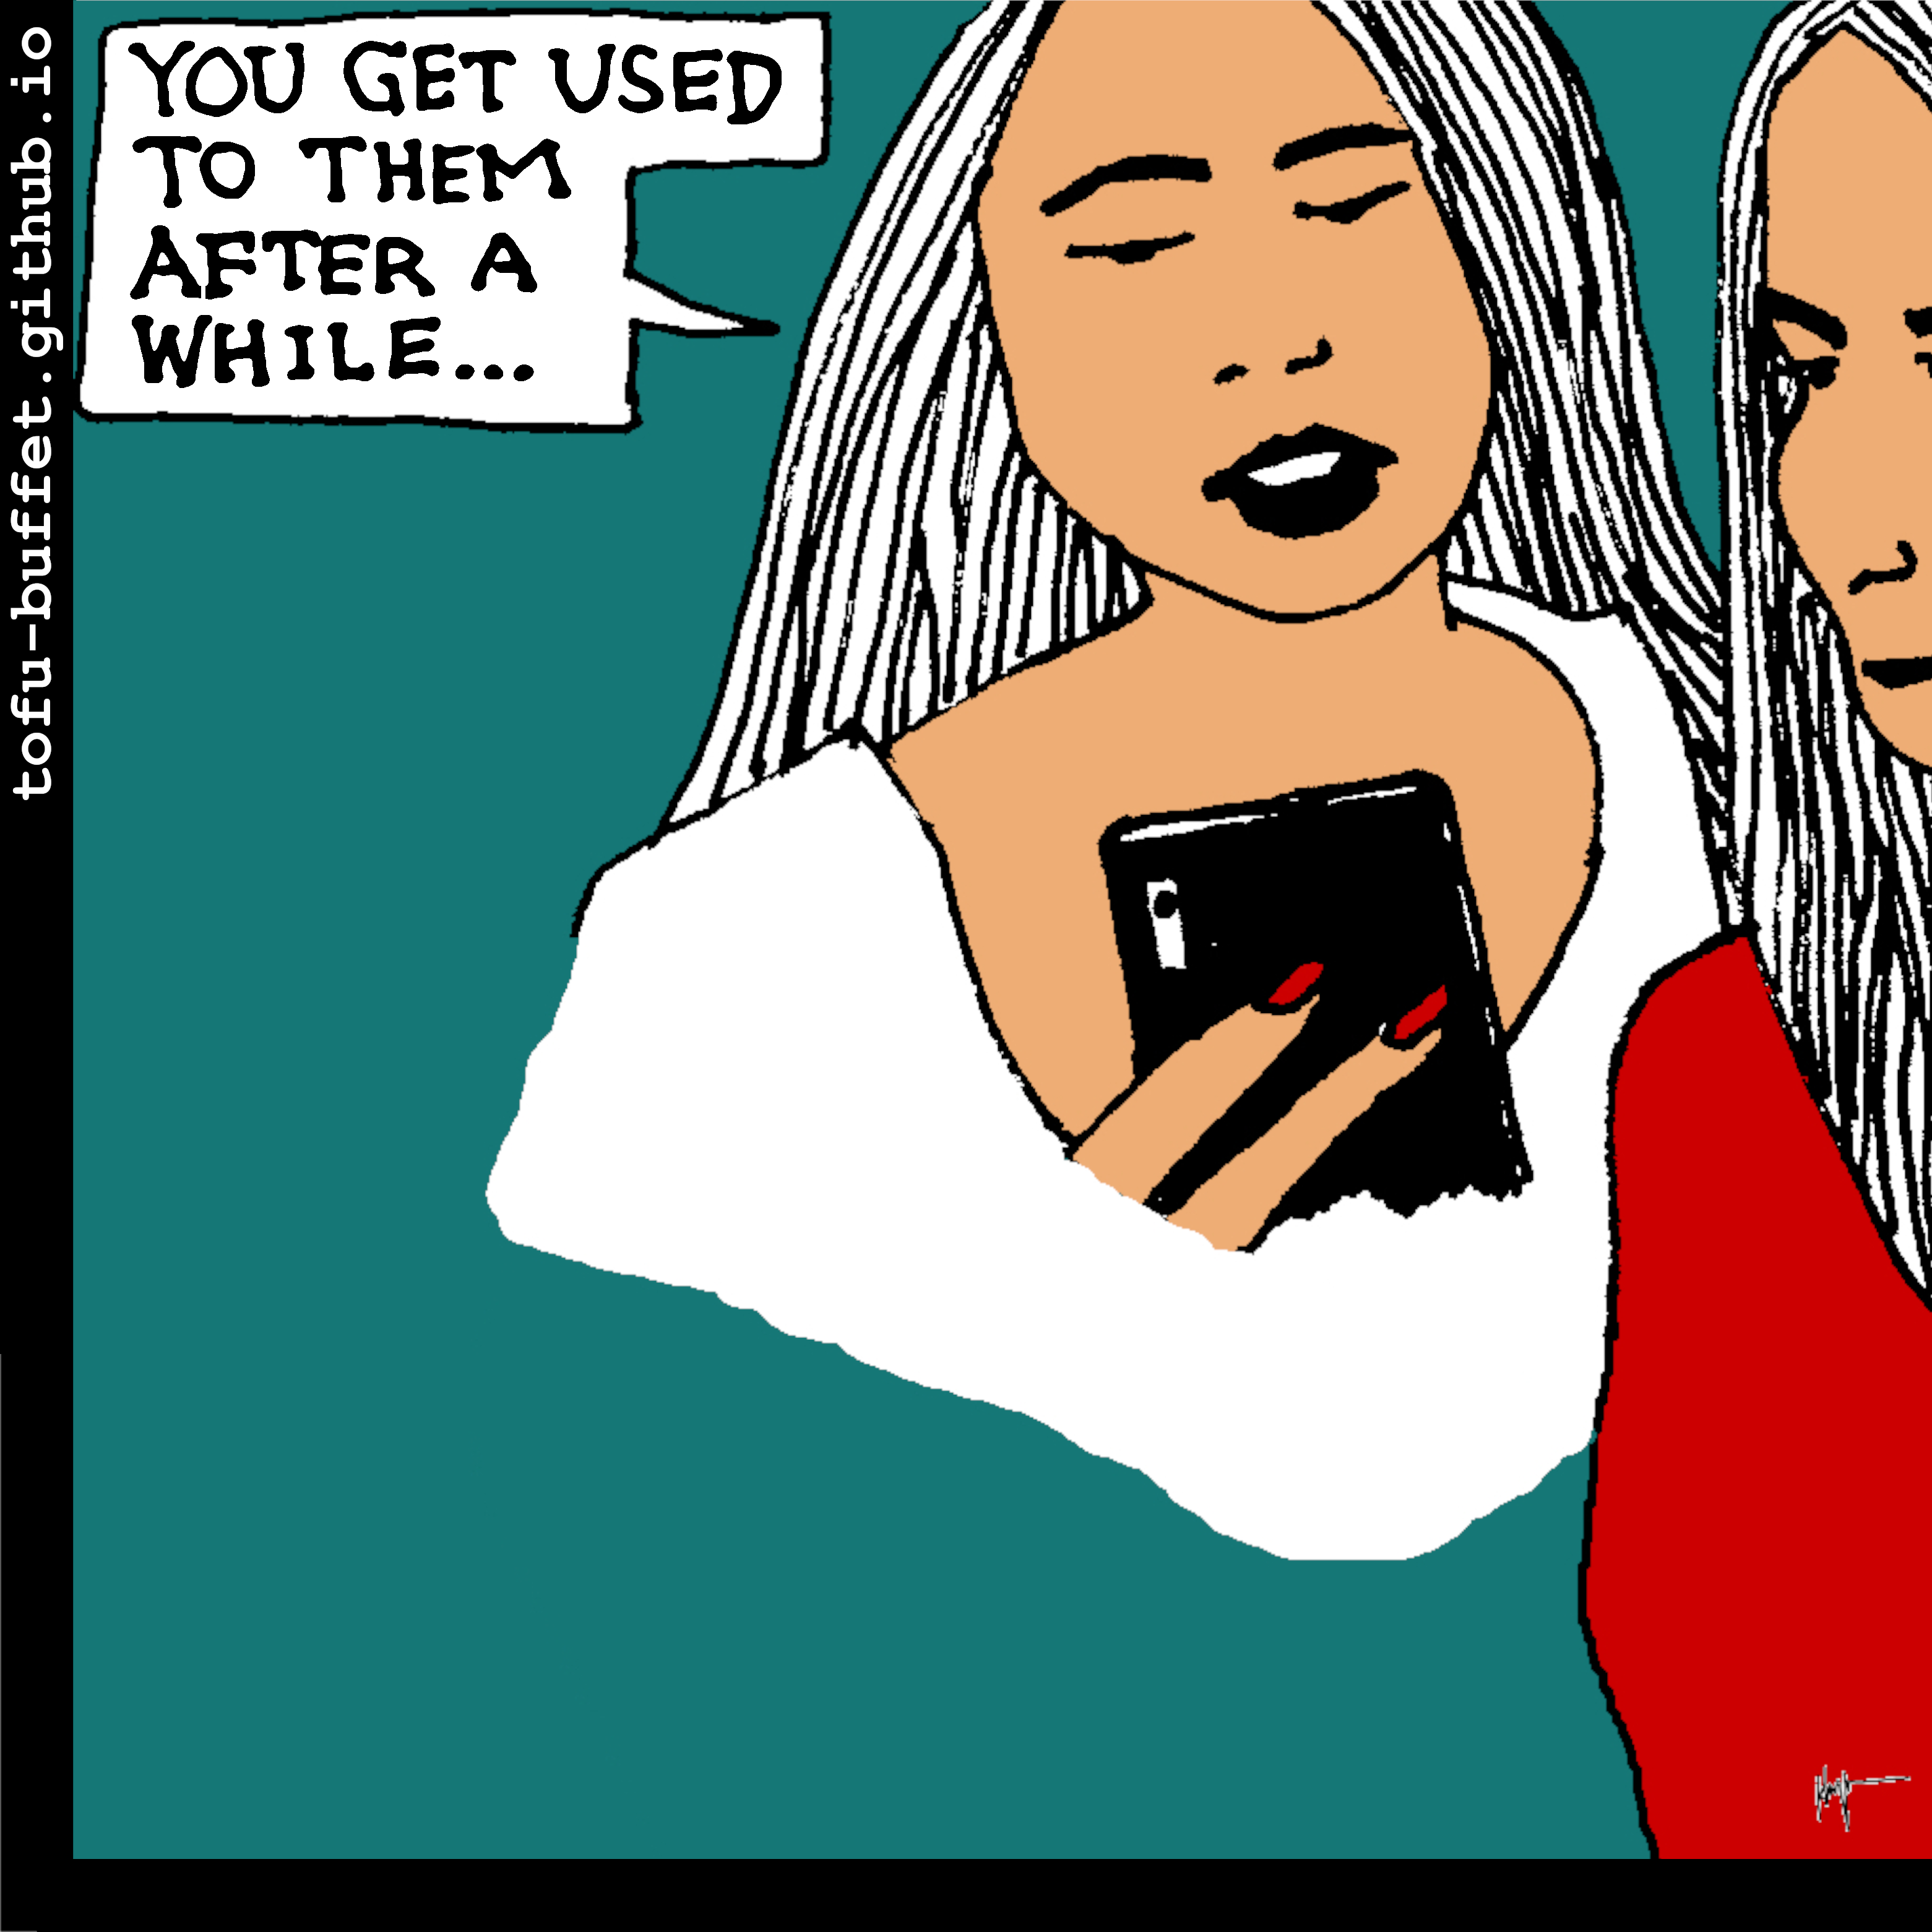 YOU GET USED
TO THEM
AFTER A
WHILE...
tofu-buffet.github.io